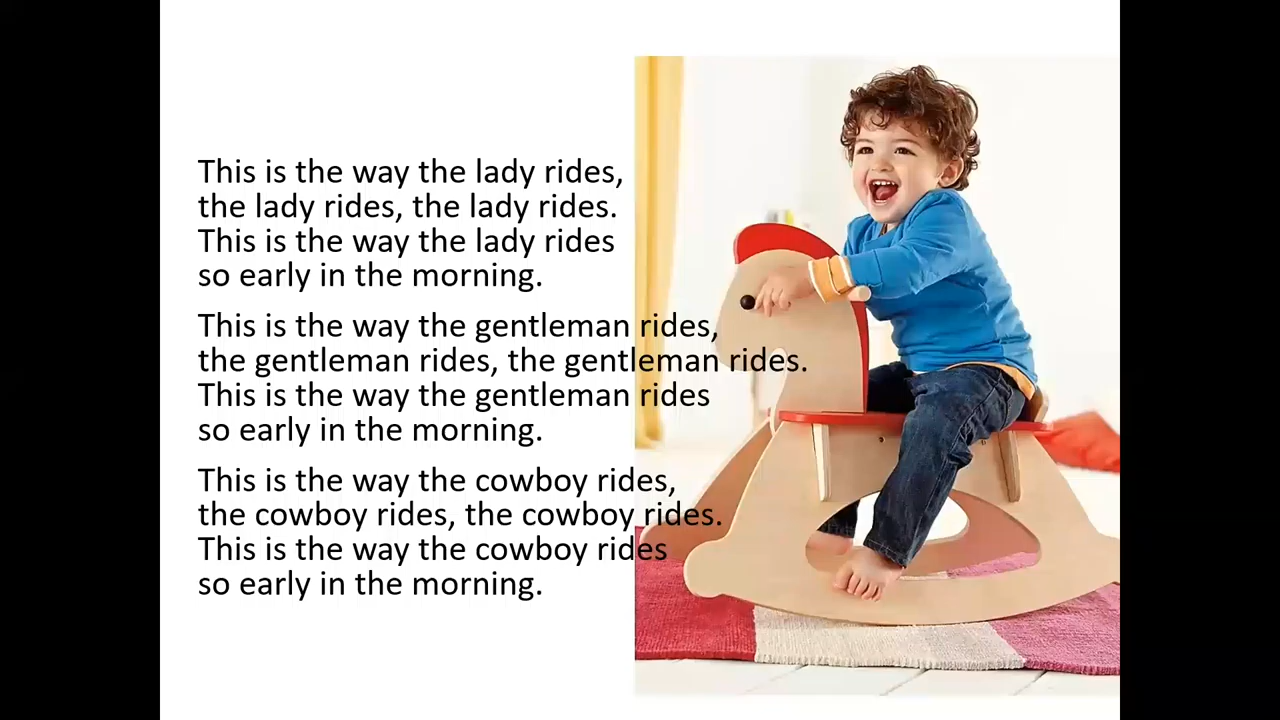 This is the way the lady rides,
the lady rides, the lady rides.
This is the way the lady rides
so early in the morning.
This is the way the gentleman rides,
the gentleman rides, the gentleman rides.
This is the way the gentleman rides
so early in the morning.
This is the way the cowboy rides,
the cowboy rides, the cowboy rides.
This is the way the cowboy rides
so early in the morning.